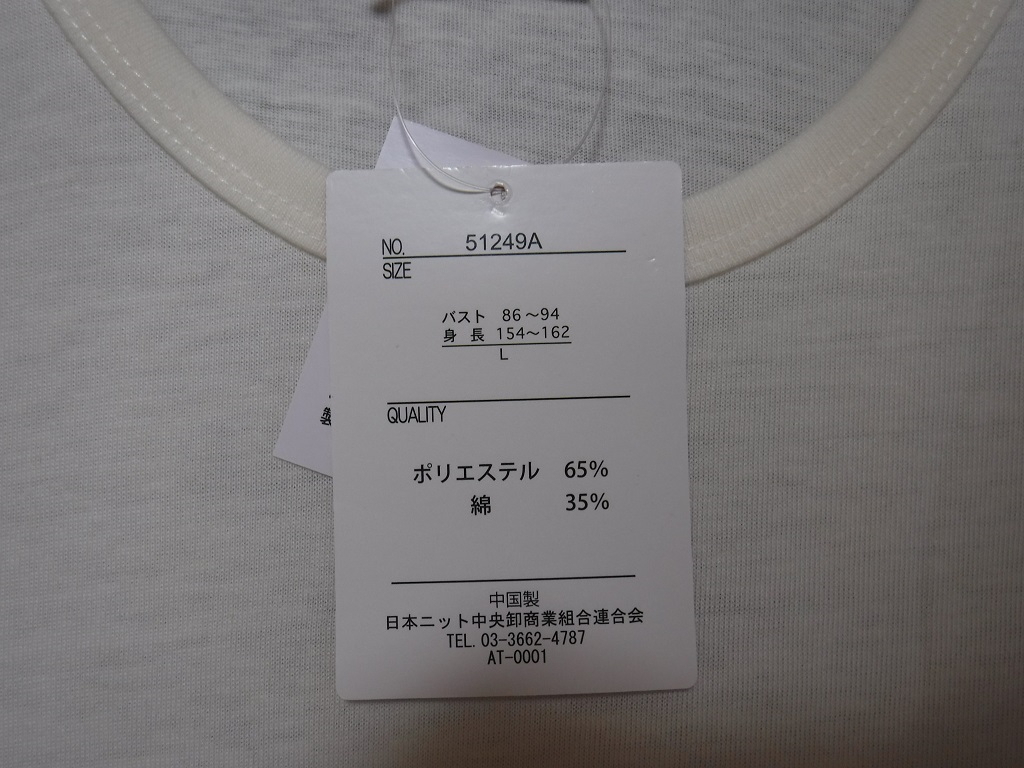 NO. 51249A
SIZE
バスト 86～94
身長 154～162
L
QUALITY
ポリエステル 65%
綿 35%
中国製
日本ニット中央卸商業組合連合会
TEL. 03-3662-4787
AT-0001
製